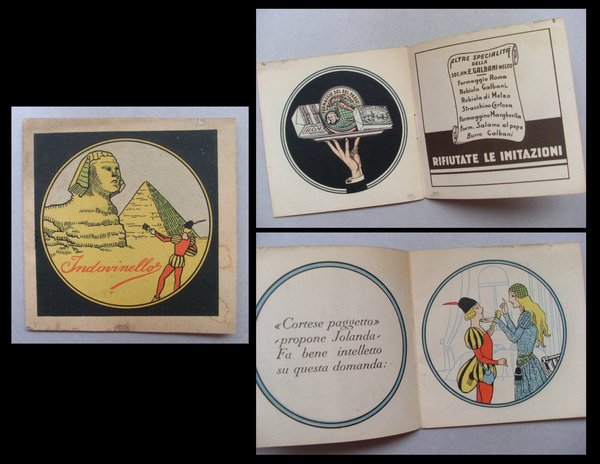 Indovinello?
ALTRE SPECIALITÀ
DELLA
SOC. AN. E. GALBANI-MELZO
Formaggio Roma
Robiola Galbani
Robiola di Melzo
Stracchino Certosa
Formaggino Margherita
Form. Salame al pepe
Burro Galbani
RIFIUTATE LE IMITAZIONI
«Cortese paggetto»
, propone Jolanda,
Fa bene intelletto
su questa domanda: